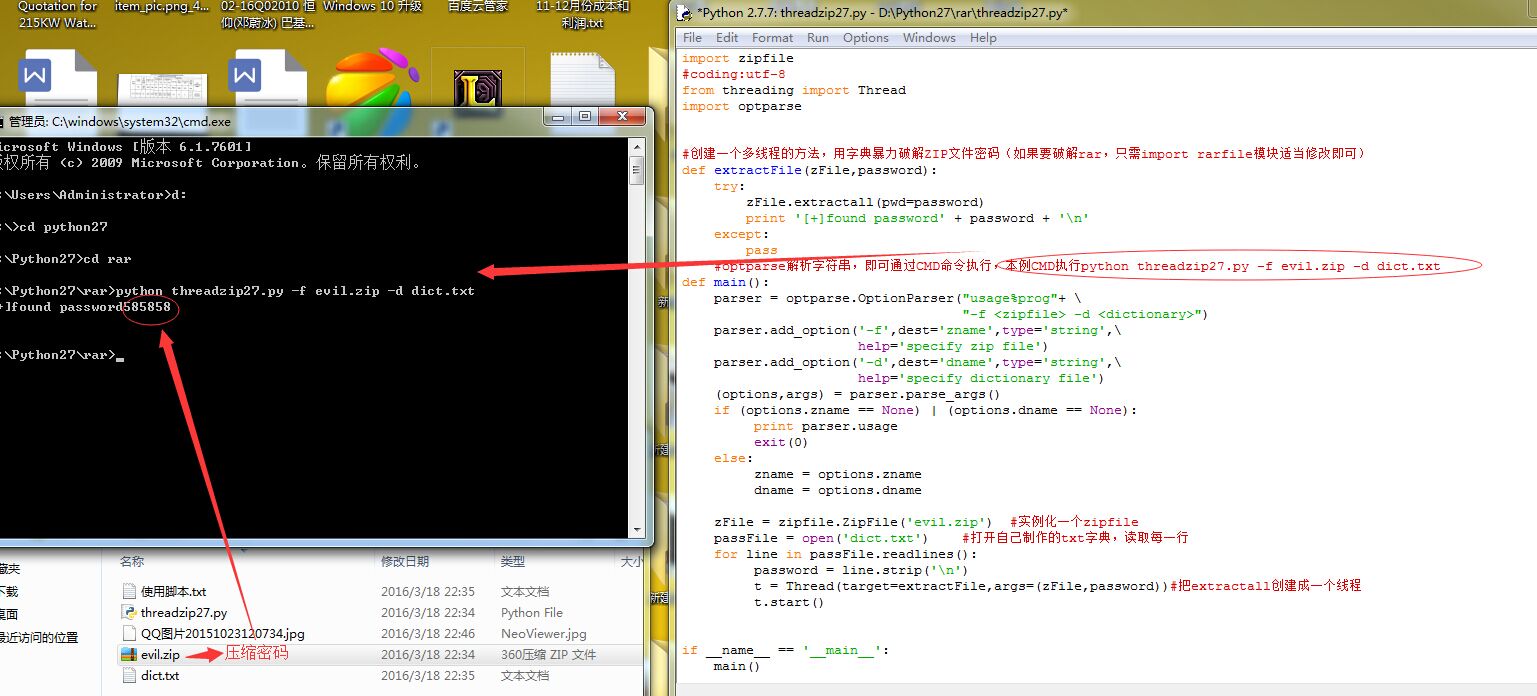 Quotation for
215KW Wat...
item_pic.png_4...
02-16Q02010 恒
仰(邓蔚冰) 巴基...
Windows 10 升级
百度云管家
11-12月份成本和
利润.txt
管理员: C:\windows\system32\cmd.exe
icrosoft Windows [版本 6.1.7601]
权所有 (c) 2009 Microsoft Corporation。保留所有权利。
:\Users\Administrator>d:
:\>cd python27
:\Python27>cd rar
:\Python27\rar>python threadzip27.py -f evil.zip -d dict.txt
+]found password585858
:\Python27\rar>
名称
修改日期
类型
大小
使用脚本.txt
2016/3/18 22:35
文本文档
threadzip27.py
2016/3/18 22:34
Python File
QQ图片20151023120734.jpg
2016/3/18 22:46
NeoViewer.jpg
evil.zip
压缩密码
2016/3/18 22:34
360压缩 ZIP 文件
dict.txt
2016/3/18 22:35
文本文档
藏夹
下载
桌面
最近访问的位置
*Python 2.7.7: threadzip27.py - D:\Python27\rar\threadzip27.py*
File Edit Format Run Options Windows Help
import zipfile
#coding:utf-8
from threading import Thread
import optparse
#创建一个多线程的方法，用字典暴力破解ZIP文件密码（如果要破解rar，只需import rarfile模块适当修改即可）
def extractFile(zFile,password):
try:
zFile.extractall(pwd=password)
print '[+]found password' + password + '\n'
except:
pass
#optparse解析字符串，即可通过CMD命令执行，本例CMD执行python threadzip27.py -f evil.zip -d dict.txt
def main():
parser = optparse.OptionParser("usage%prog"+ \
"-f <zipfile> -d <dictionary>")
parser.add_option('-f',dest='zname',type='string',\
help='specify zip file')
parser.add_option('-d',dest='dname',type='string',\
help='specify dictionary file')
(options,args) = parser.parse_args()
if (options.zname == None) | (options.dname == None):
print parser.usage
exit(0)
else:
zname = options.zname
dname = options.dname
zFile = zipfile.ZipFile('evil.zip') #实例化一个zipfile
passFile = open('dict.txt') #打开自己制作的txt字典，读取每一行
for line in passFile.readlines():
password = line.strip('\n')
t = Thread(target=extractFile,args=(zFile,password))#把extractall创建成一个线程
t.start()
if __name__ == '__main__':
main()